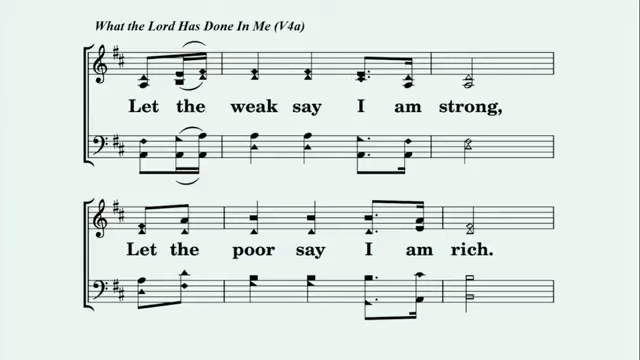 What the Lord Has Done In Me (V4a)
Let the weak say I am strong,
Let the poor say I am rich.